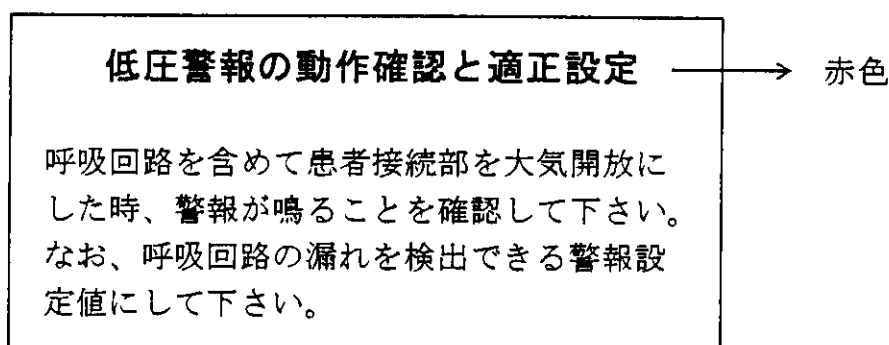 低圧警報の動作確認と適正設定 → 赤色
呼吸回路を含めて患者接続部を大気開放に
した時、警報が鳴ることを確認して下さい。
なお、呼吸回路の漏れを検出できる警報設
定値にして下さい。